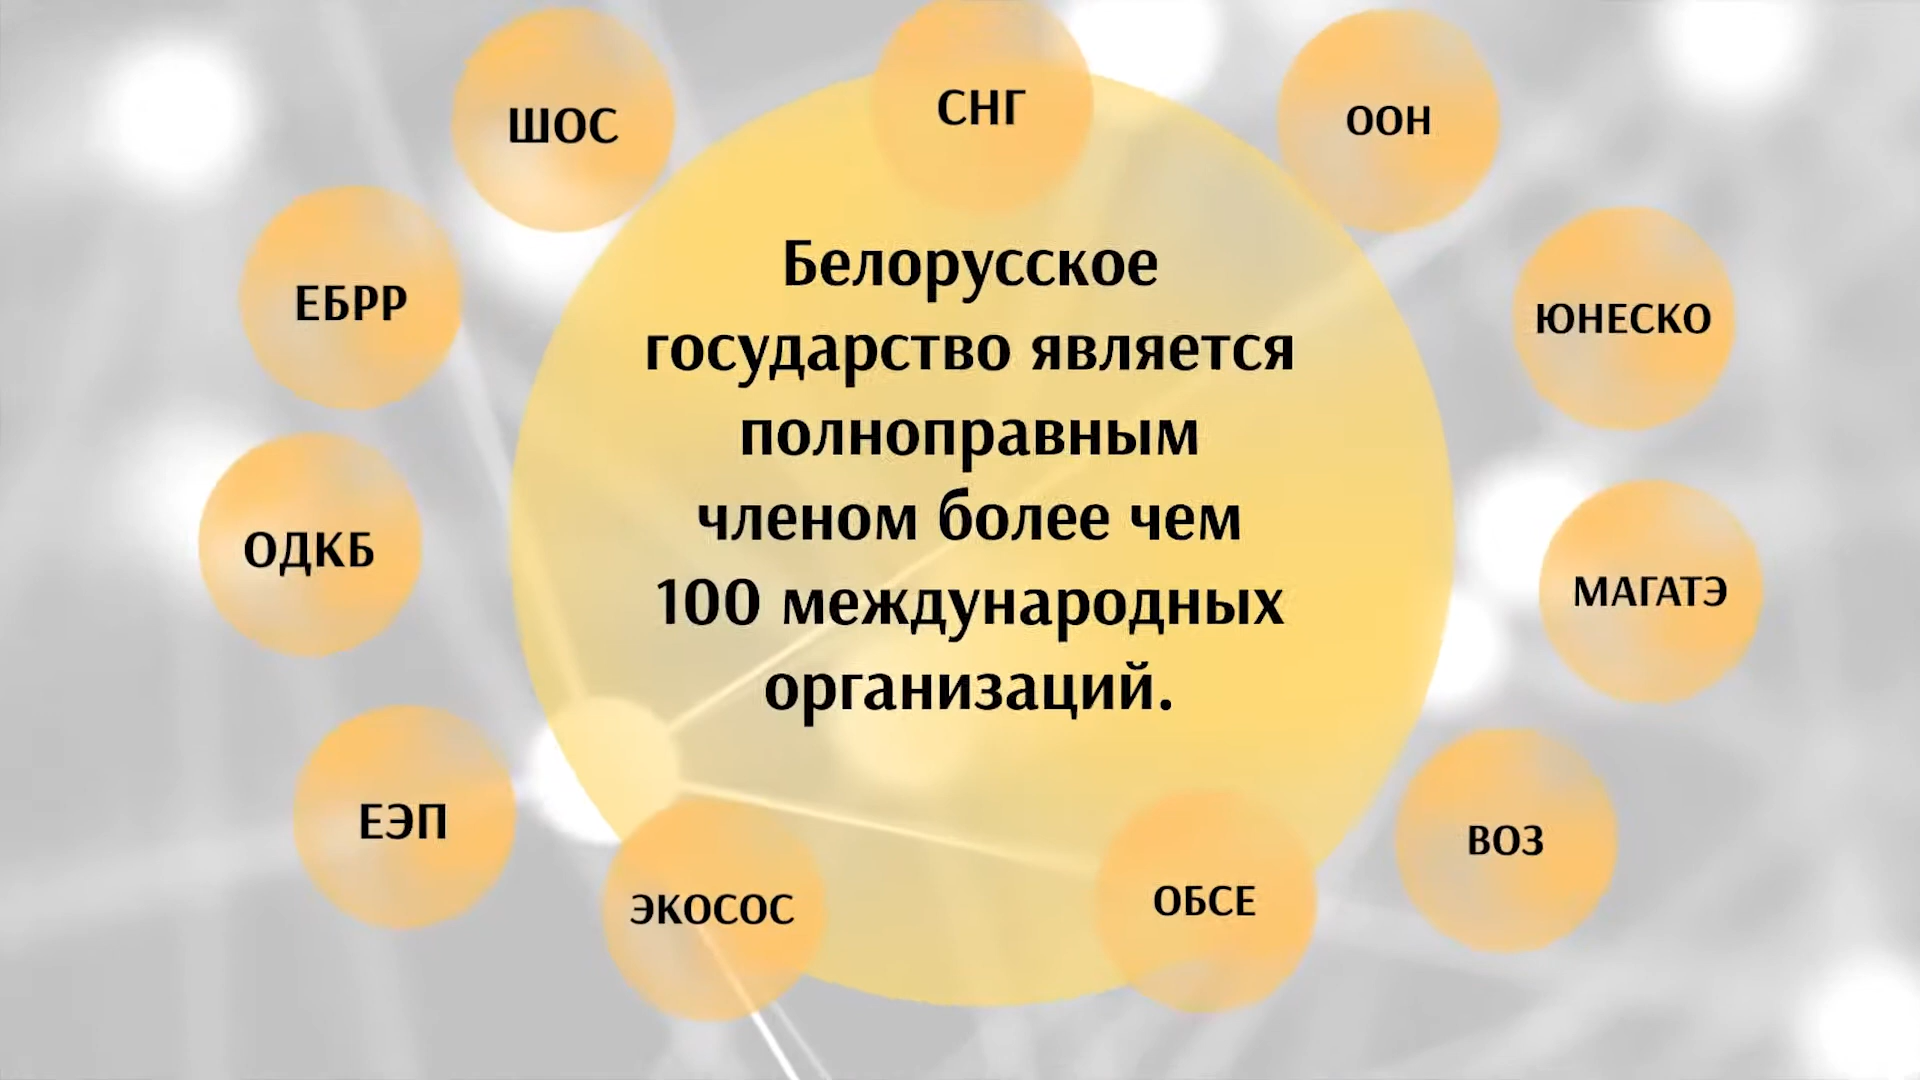 ШОС
СНГ
ООН
ЕБРР
ЮНЕСКО
Белорусское
государство является
полноправным
членом более чем
100 международных
организаций.
ОДКБ
МАГАТЭ
ЕЭП
ВОЗ
ЭКОСОС
ОБСЕ